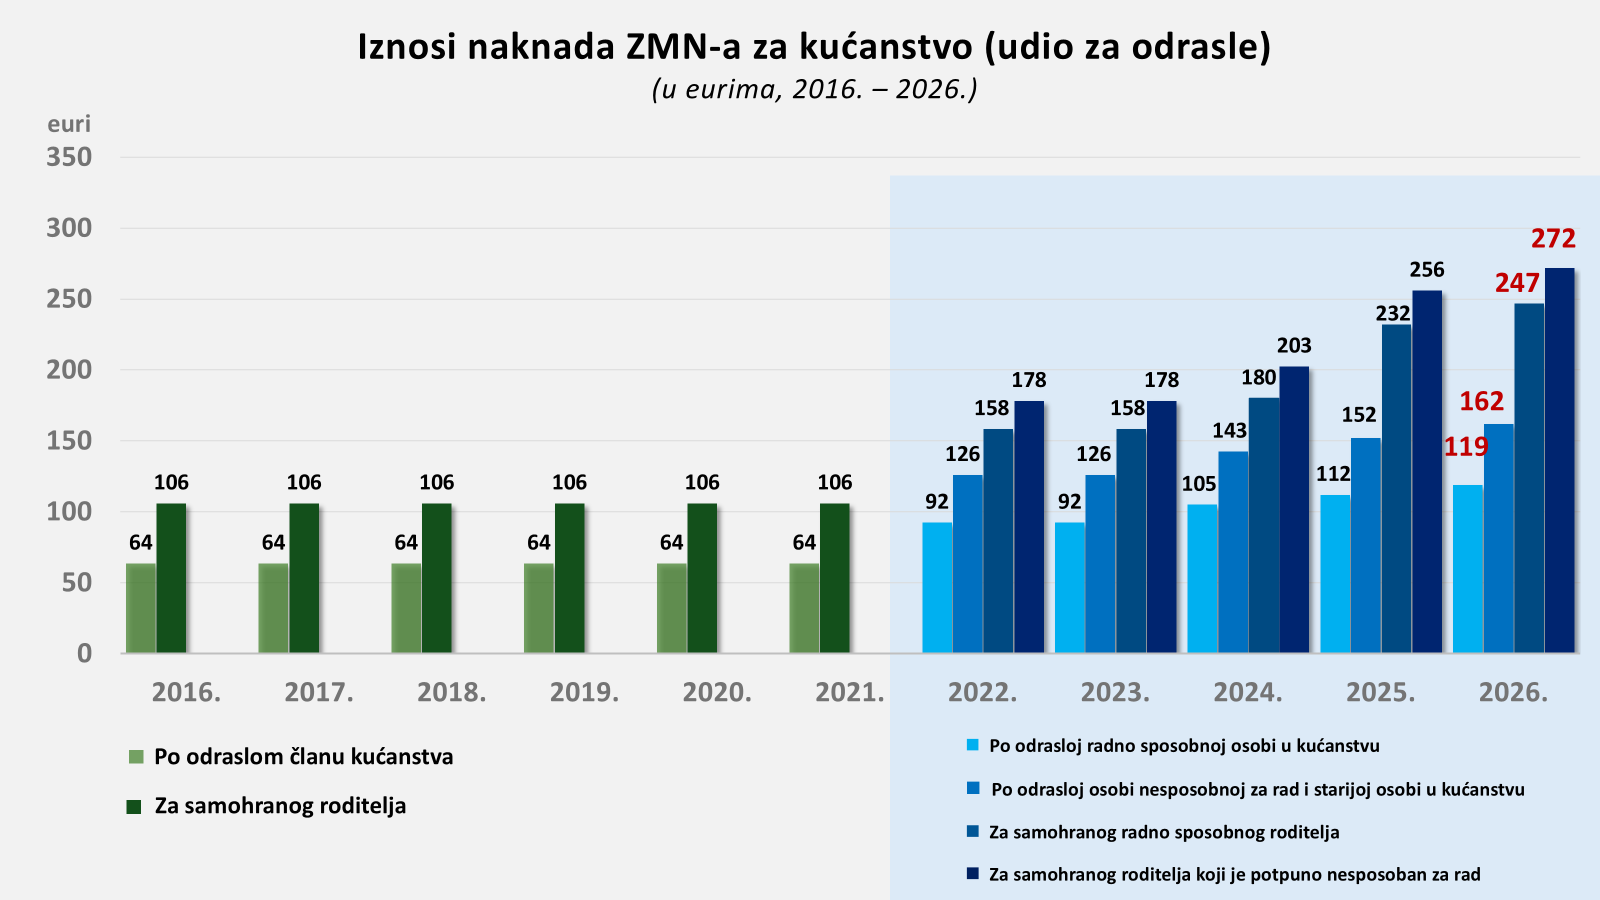 Iznosi naknada ZMN-a za kućanstvo (udio za odrasle)
(u eurima, 2016. – 2026.)
euri
350
300
250
200
150
100
50
0
64 106
64 106
64 106
64 106
64 106
64 106
92 126 158 178
92 126 158 178
105 143 180 203
112 152 232 256
119 162 247 272
2016. 2017. 2018. 2019. 2020. 2021. 2022. 2023. 2024. 2025. 2026.
Po odraslom članu kućanstva
Za samohranog roditelja
Po odrasloj radno sposobnoj osobi u kućanstvu
Po odrasloj osobi nesposobnoj za rad i starijoj osobi u kućanstvu
Za samohranog radno sposobnog roditelja
Za samohranog roditelja koji je potpuno nesposoban za rad